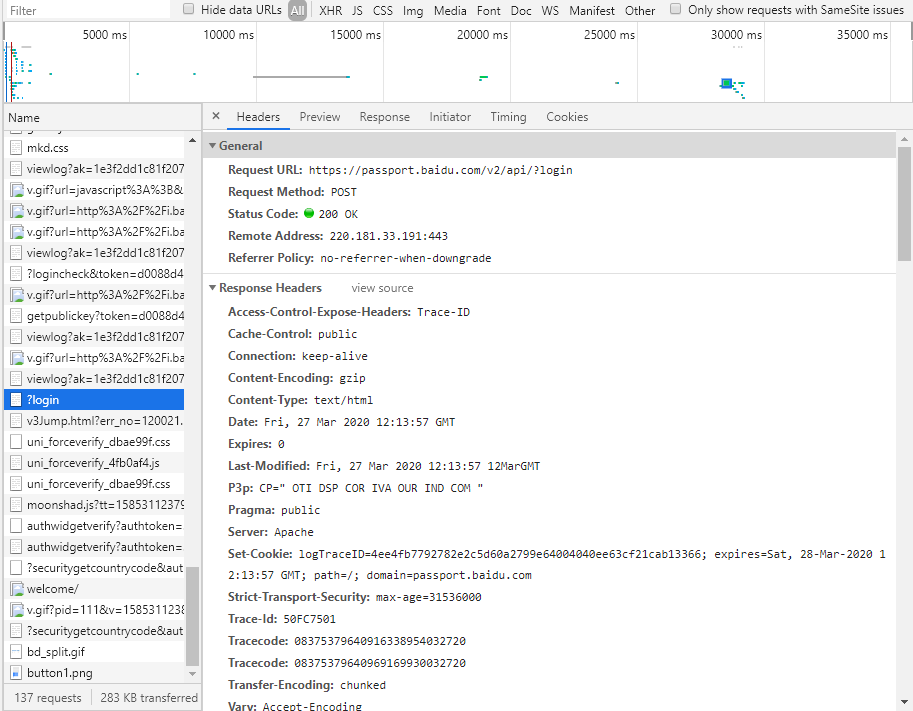 Filter Hide data URLs All XHR JS CSS Img Media Font Doc WS Manifest Other Only show requests with SameSite issues
5000 ms 10000 ms 15000 ms 20000 ms 25000 ms 30000 ms 35000 ms
Name
mkd.css
viewlog?ak=1e3f2dd1c81f207
v.gif?url=javascript%3A%3B&
v.gif?url=http%3A%2F%2Fi.ba
v.gif?url=http%3A%2F%2Fi.ba
viewlog?ak=1e3f2dd1c81f207
?logincheck&token=d0088d4
v.gif?url=http%3A%2F%2Fi.ba
getpublickey?token=d0088d4
viewlog?ak=1e3f2dd1c81f207
v.gif?url=http%3A%2F%2Fi.ba
viewlog?ak=1e3f2dd1c81f207
?login
v3Jump.html?err_no=120021.
uni_forceverify_dbae99f.css
uni_forceverify_4fb0af4.js
uni_forceverify_dbae99f.css
moonshad.js?tt=15853112379
authwidgetverify?authtoken=
authwidgetverify?authtoken=
?securitygetcountrycode&aut
welcome/
v.gif?pid=111&v=1585311238
?securitygetcountrycode&aut
bd_split.gif
button1.png
137 requests 283 KB transferred
× Headers Preview Response Initiator Timing Cookies
General
Request URL: https://passport.baidu.com/v2/api/?login
Request Method: POST
Status Code: 200 OK
Remote Address: 220.181.33.191:443
Referrer Policy: no-referrer-when-downgrade
Response Headers view source
Access-Control-Expose-Headers: Trace-ID
Cache-Control: public
Connection: keep-alive
Content-Encoding: gzip
Content-Type: text/html
Date: Fri, 27 Mar 2020 12:13:57 GMT
Expires: 0
Last-Modified: Fri, 27 Mar 2020 12:13:57 12MarGMT
P3p: CP=" OTI DSP COR IVA OUR IND COM "
Pragma: public
Server: Apache
Set-Cookie: logTraceID=4ee4fb7792782e2c5d60a2799e64004040ee63cf21cab13366; expires=Sat, 28-Mar-2020 1
2:13:57 GMT; path=/; domain=passport.baidu.com
Strict-Transport-Security: max-age=31536000
Trace-Id: 50FC7501
Tracecode: 08375379640916338954032720
Tracecode: 08375379640969169930032720
Transfer-Encoding: chunked
Vary: Accept-Encoding